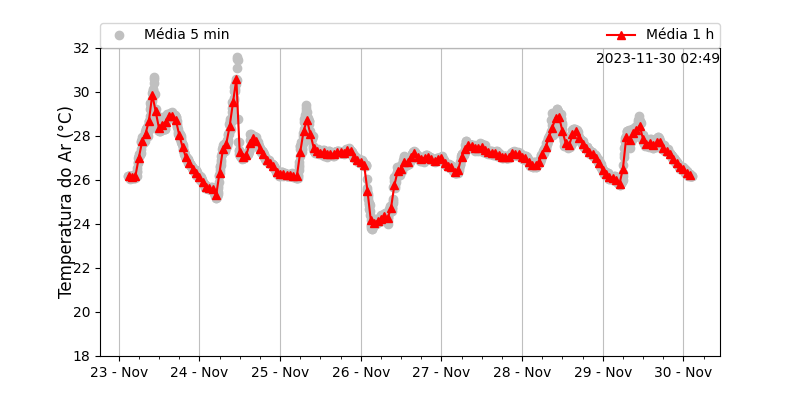 Média 5 min
Média 1 h
2023-11-30 02:49
Temperatura do Ar (°C)
32
30
28
26
24
22
20
18
23 - Nov
24 - Nov
25 - Nov
26 - Nov
27 - Nov
28 - Nov
29 - Nov
30 - Nov